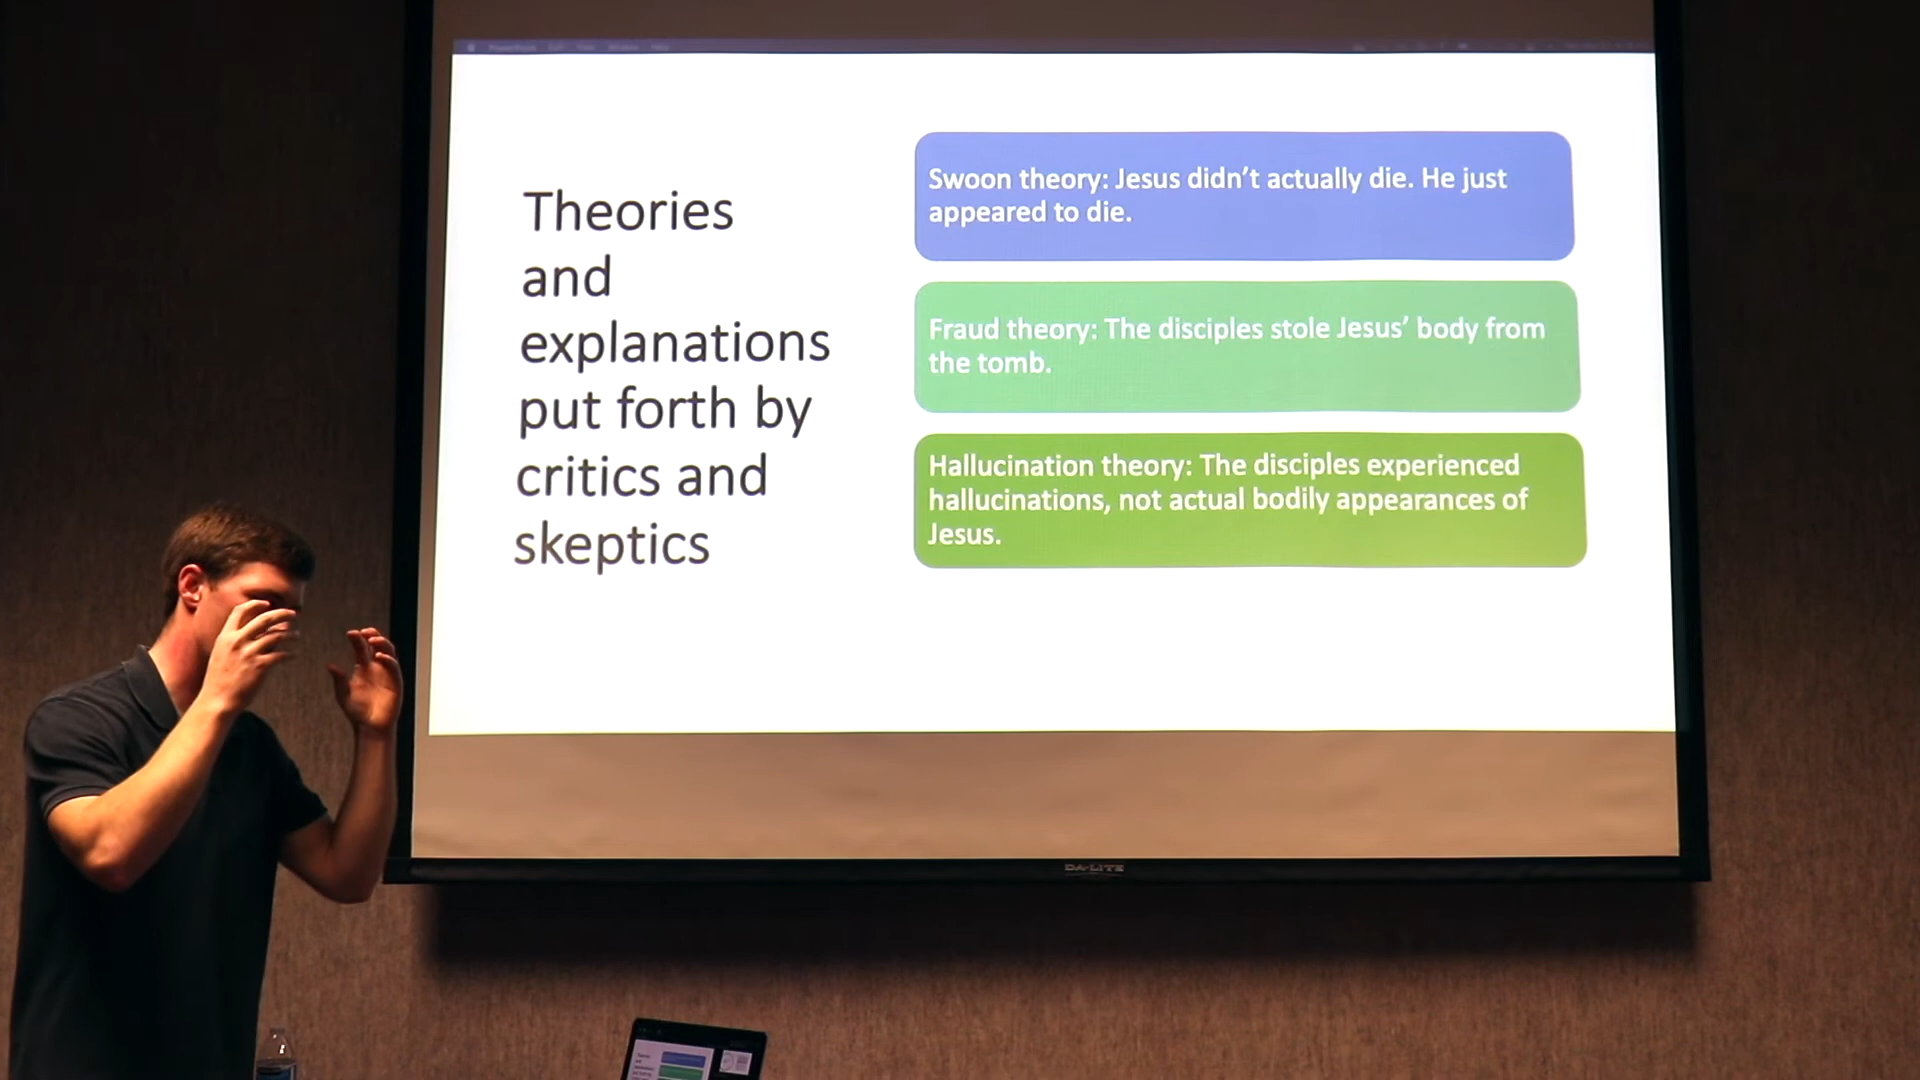 Theories
and
explanations
put forth by
critics and
skeptics
Swoon theory: Jesus didn’t actually die. He just
appeared to die.
Fraud theory: The disciples stole Jesus’ body from
the tomb.
Hallucination theory: The disciples experienced
hallucinations, not actual bodily appearances of
Jesus.
DA-LITE